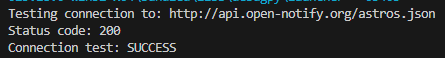 Testing connection to: http://api.open-notify.org/astros.json
Status code: 200
Connection test: SUCCESS